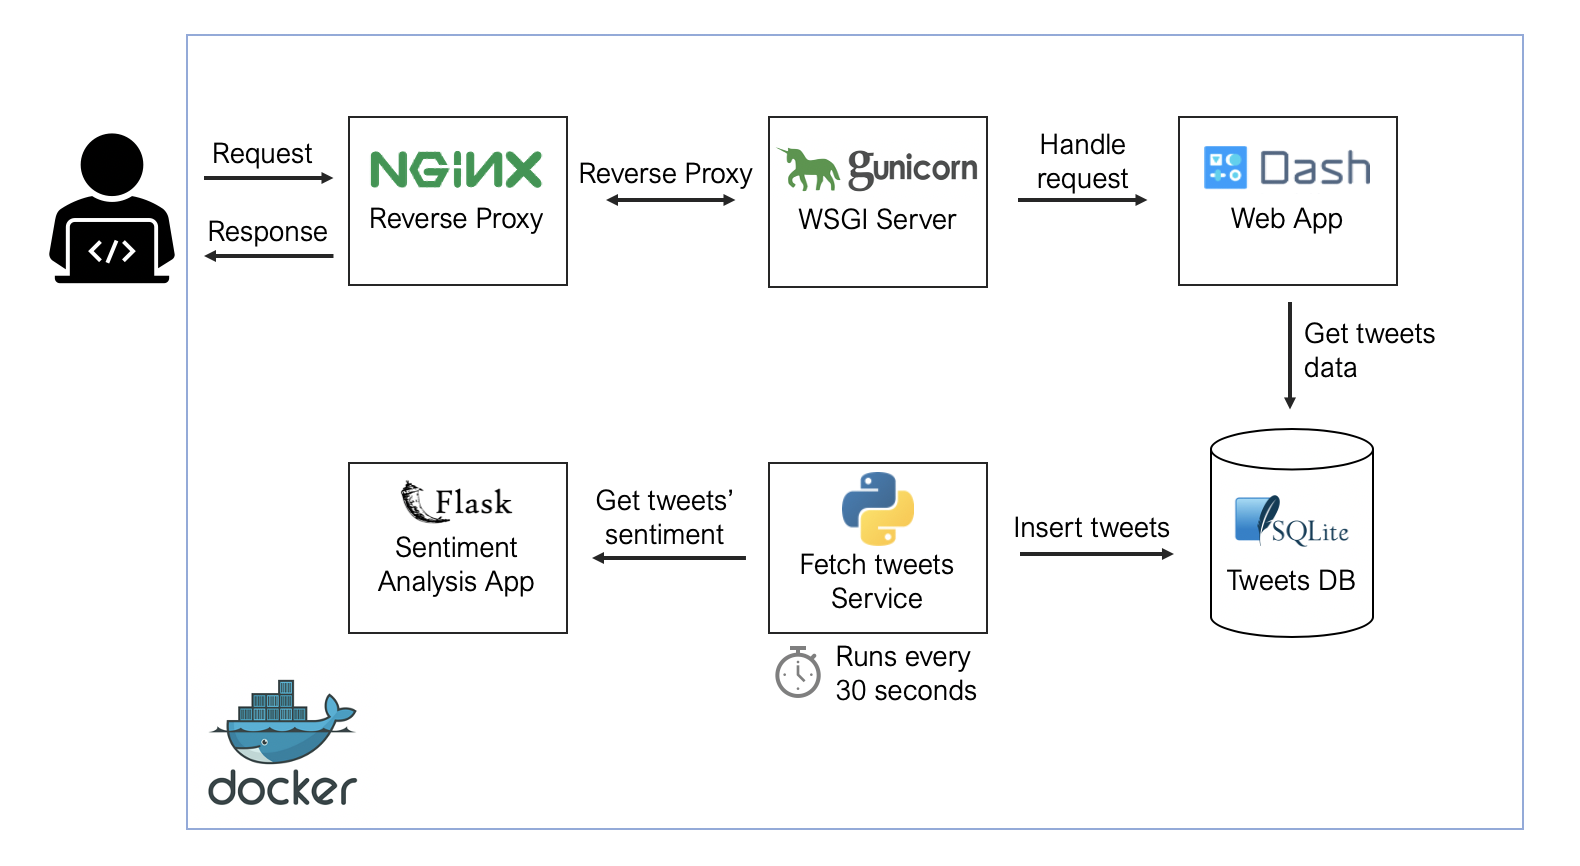 Request
Response
</>
NGINX
Reverse Proxy
Reverse Proxy
gunicorn
WSGI Server
Handle
request
Dash
Web App
Get tweets
data
Flask
Sentiment
Analysis App
Get tweets’
sentiment
Fetch tweets
Service
Runs every
30 seconds
Insert tweets
SQLite
Tweets DB
docker